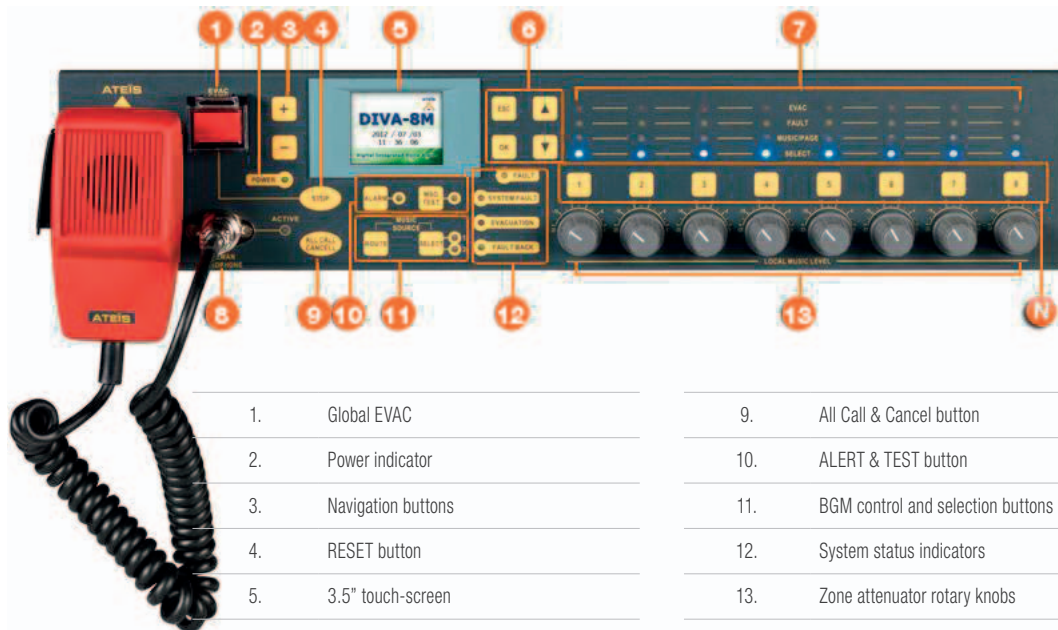 1 2 3 4 5 6 7
ATEÏS
EVAC
EVAC
FAULT
MUSIC/PAGE
SELECT
+
-
DIVA-8M
2012 / 07 /03
11 : 36 : 06
ESC
OK
POWER
STOP
ALARM
MSG TEST
FAULT
SYSTEM FAULT
EVACUATION
FAULT BACK
ACTIVE
ALL CALL CANCELL
MUSIC SOURCE
ROUTE
SELECT
1 2 3 4 5 6 7 8
LOCAL MUSIC LEVEL
ATEÏS
8 9 10 11 12 13 N
1. Global EVAC
2. Power indicator
3. Navigation buttons
4. RESET button
5. 3.5” touch-screen
9. All Call & Cancel button
10. ALERT & TEST button
11. BGM control and selection buttons
12. System status indicators
13. Zone attenuator rotary knobs